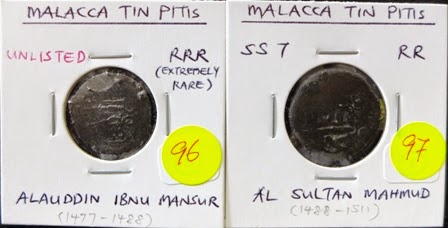 MALACCA TIN PITIS
UNLISTED
RRR
(EXTREMELY
RARE)
96
ALAUDDIN IBNU MANSUR
(1477-1488)
MALACCA TIN PITIS
SS 7
RR
97
AL SULTAN MAHMUD
(1488-1511)